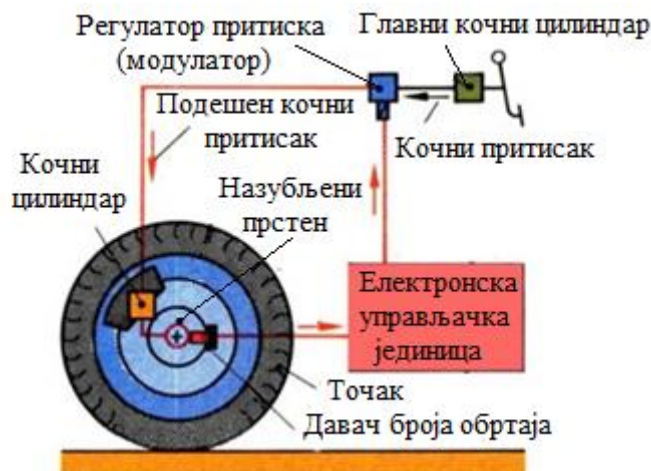 Регулатор притиска
(модулатор)
Главни кочни цилиндар
Подешен кочни
притисак
Кочни притисак
Кочни
цилиндар
Назубљени
прстен
Електронска
управљачка
јединица
Точак
Давач броја обртаја